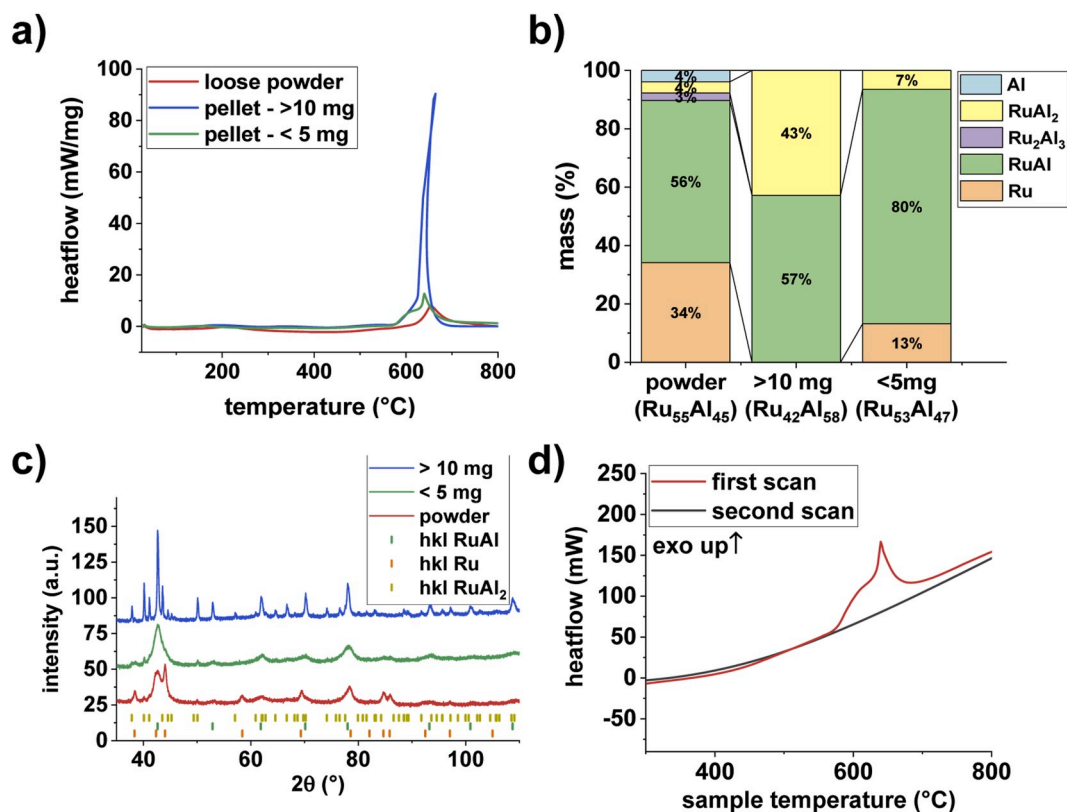 a)
loose powder
pellet - >10 mg
pellet - < 5 mg
heatflow (mW/mg)
100
80
60
40
20
0
200
400
600
800
temperature (°C)
b)
mass (%)
100
80
60
40
20
0
4%
4%
3%
56%
34%
43%
57%
7%
80%
13%
Al
RuAl₂
Ru₂Al₃
RuAl
Ru
powder
(Ru₅₅Al₄₅)
>10 mg
(Ru₄₂Al₅₈)
<5mg
(Ru₅₃Al₄₇)
c)
> 10 mg
< 5 mg
powder
hkl RuAl
hkl Ru
hkl RuAl₂
intensity (a.u.)
150
125
100
75
50
25
0
40
60
80
100
2θ (°)
d)
first scan
second scan
exo up↑
heatflow (mW)
250
200
150
100
50
0
-50
400
600
800
sample temperature (°C)